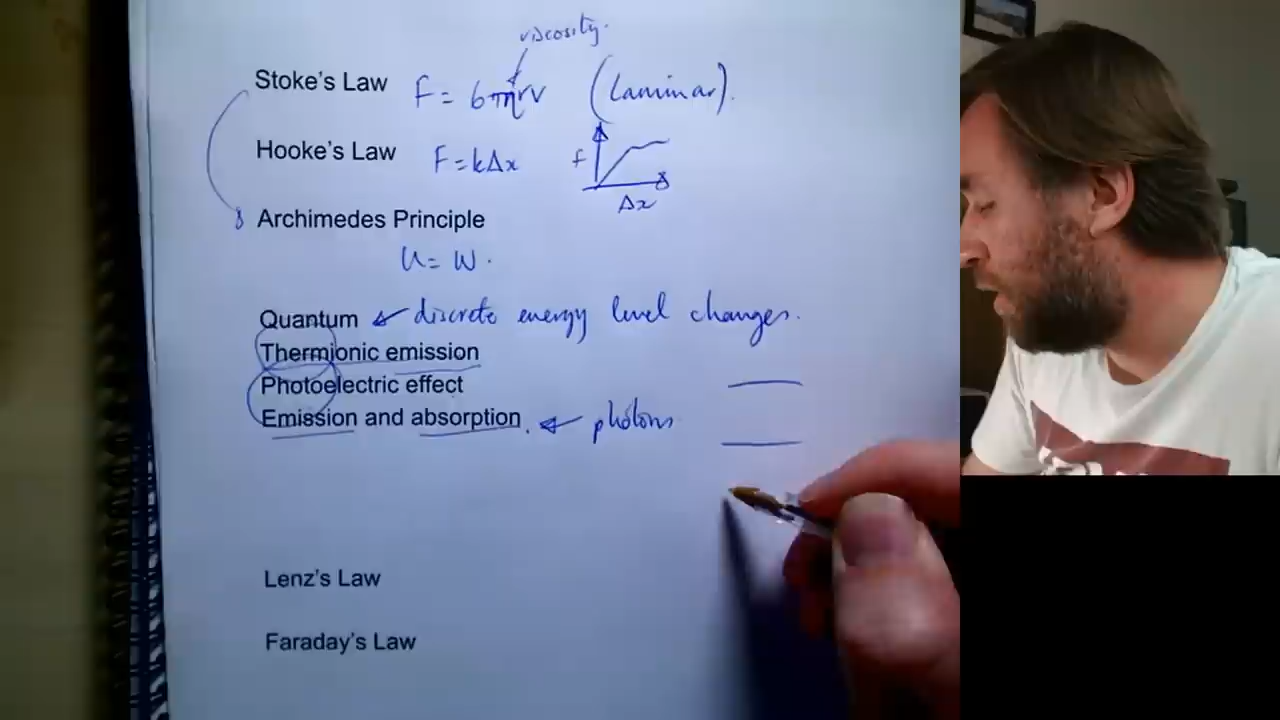 viscosity.
Stoke's Law F = 6πηrv (Laminar).
Hooke's Law F = kΔx F
Δx
Archimedes Principle
U = W.
Quantum discrete energy level changes.
Thermionic emission
Photoelectric effect
Emission and absorption. photons
Lenz's Law
Faraday's Law